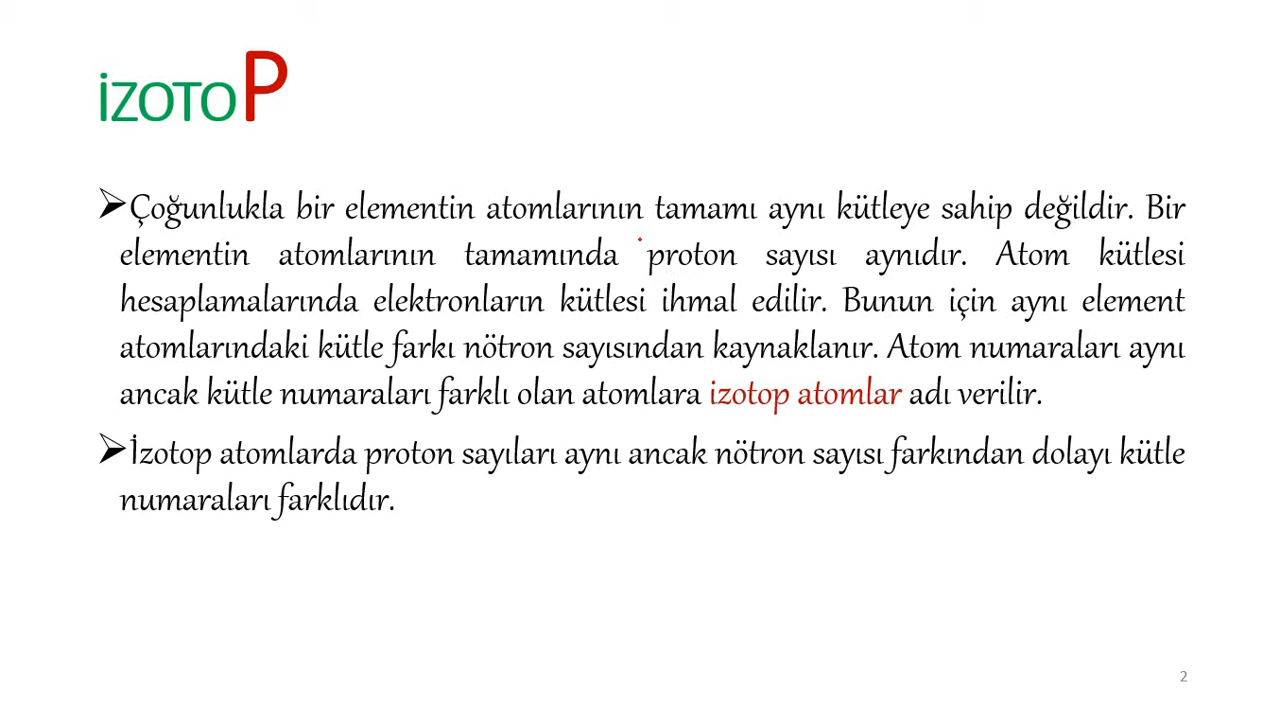 İZOTOP
➢Çoğunlukla bir elementin atomlarının tamamı aynı kütleye sahip değildir. Bir
elementin atomlarının tamamında proton sayısı aynıdır. Atom kütlesi
hesaplamalarında elektronların kütlesi ihmal edilir. Bunun için aynı element
atomlarındaki kütle farkı nötron sayısından kaynaklanır. Atom numaraları aynı
ancak kütle numaraları farklı olan atomlara izotop atomlar adı verilir.
➢İzotop atomlarda proton sayıları aynı ancak nötron sayısı farkından dolayı kütle
numaraları farklıdır.
2